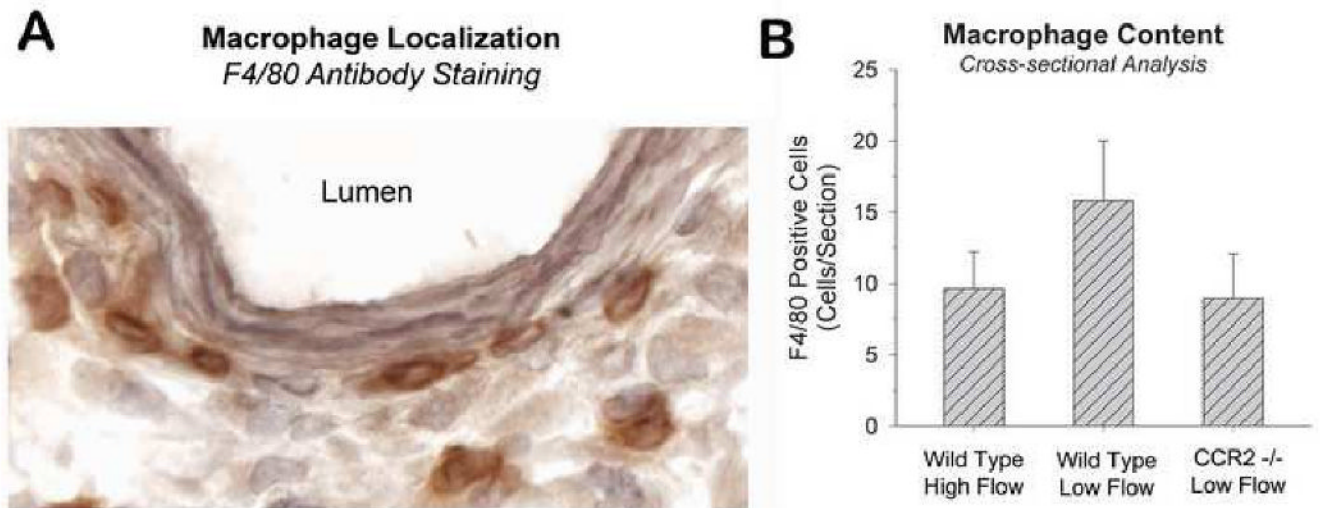 A
Macrophage Localization
F4/80 Antibody Staining
Lumen
B
Macrophage Content
Cross-sectional Analysis
F4/80 Positive Cells
(Cells/Section)
25
20
15
10
5
0
Wild Type
High Flow
Wild Type
Low Flow
CCR2 -/-
Low Flow